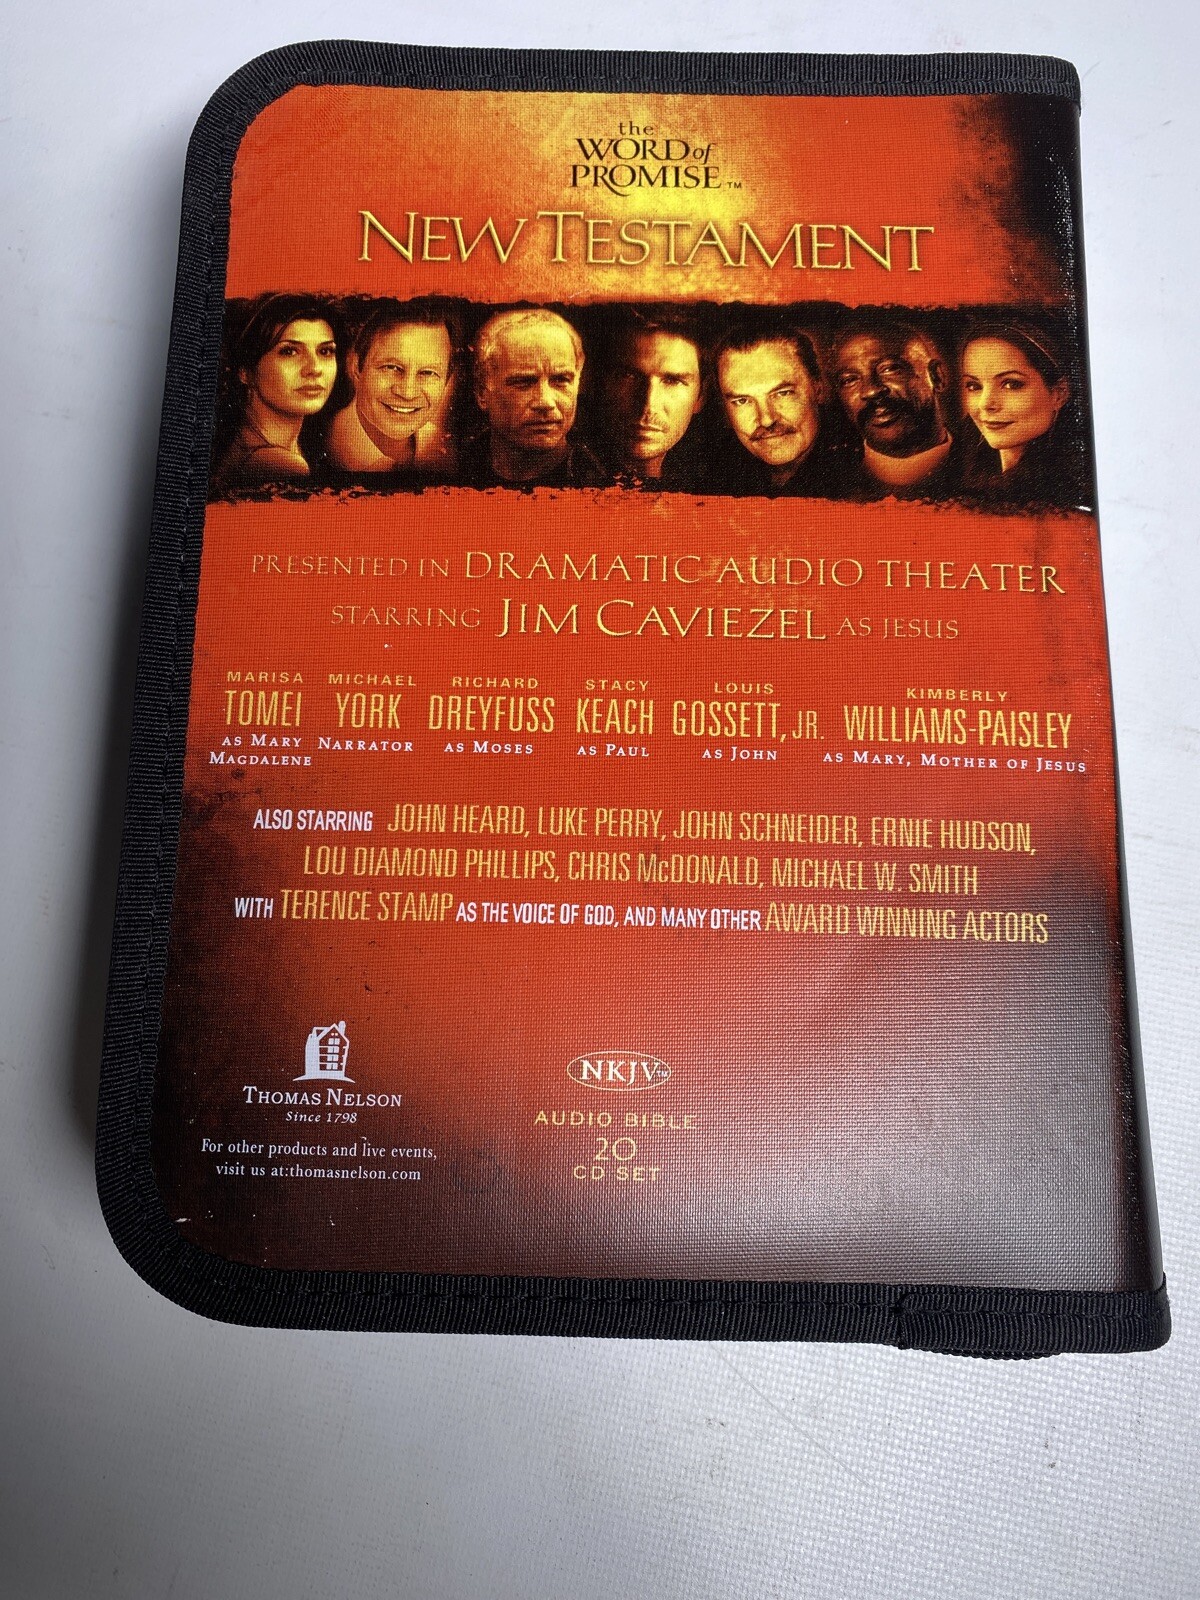 the
WORD of
PROMISE™
NEW TESTAMENT
PRESENTED IN DRAMATIC AUDIO THEATER
STARRING JIM CAVIEZEL AS JESUS
MARISA TOMEI AS MARY MAGDALENE
MICHAEL YORK NARRATOR
RICHARD DREYFUSS AS MOSES
STACY KEACH AS PAUL
LOUIS GOSSETT, JR. AS JOHN
KIMBERLY WILLIAMS-PAISLEY AS MARY, MOTHER OF JESUS
ALSO STARRING JOHN HEARD, LUKE PERRY, JOHN SCHNEIDER, ERNIE HUDSON,
LOU DIAMOND PHILLIPS, CHRIS McDONALD, MICHAEL W. SMITH
WITH TERENCE STAMP AS THE VOICE OF GOD, AND MANY OTHER AWARD WINNING ACTORS
THOMAS NELSON
Since 1798
For other products and live events,
visit us at:thomasnelson.com
NKJV™
AUDIO BIBLE
20
CD SET